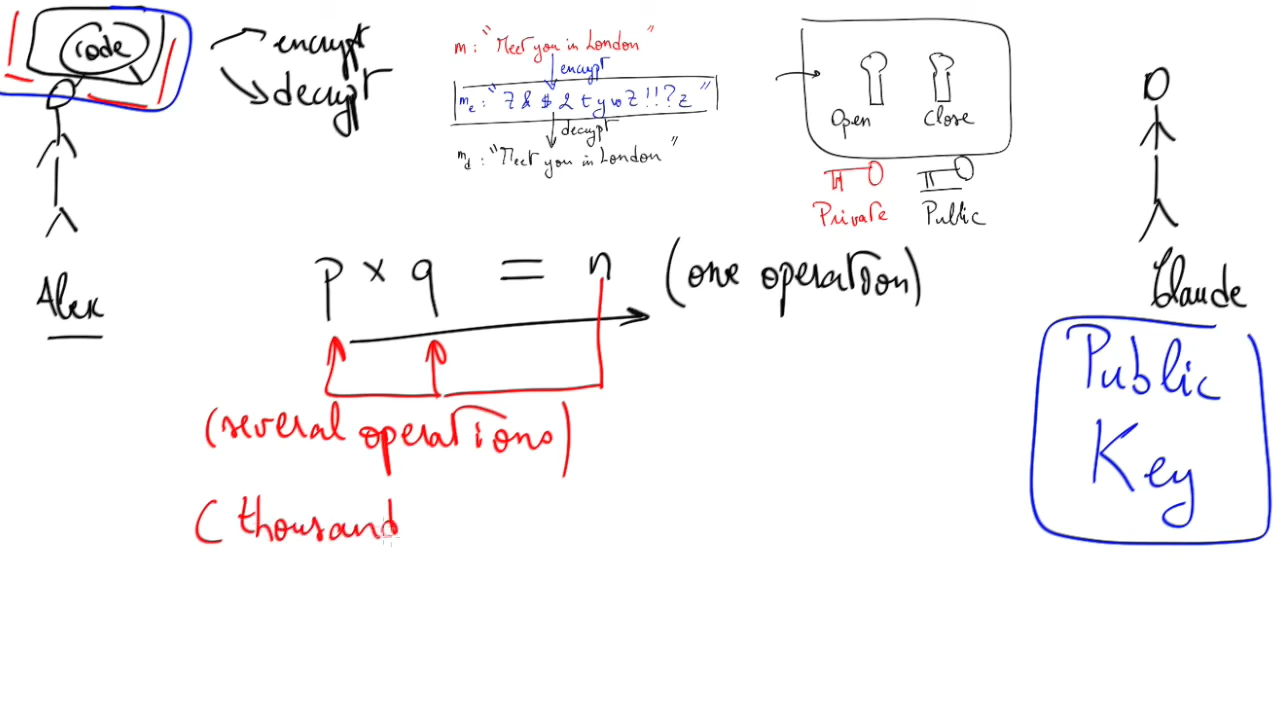 code
encrypt
decrypt
m: "Meet you in London"
encrypt
me: "7 & $ 2 t y w Z !!? z"
decrypt
md: "Meet you in London"
Open Close
Private Public
Alex
Claude
p × q = n (one operation)
(several operations)
(thousand
Public
Key